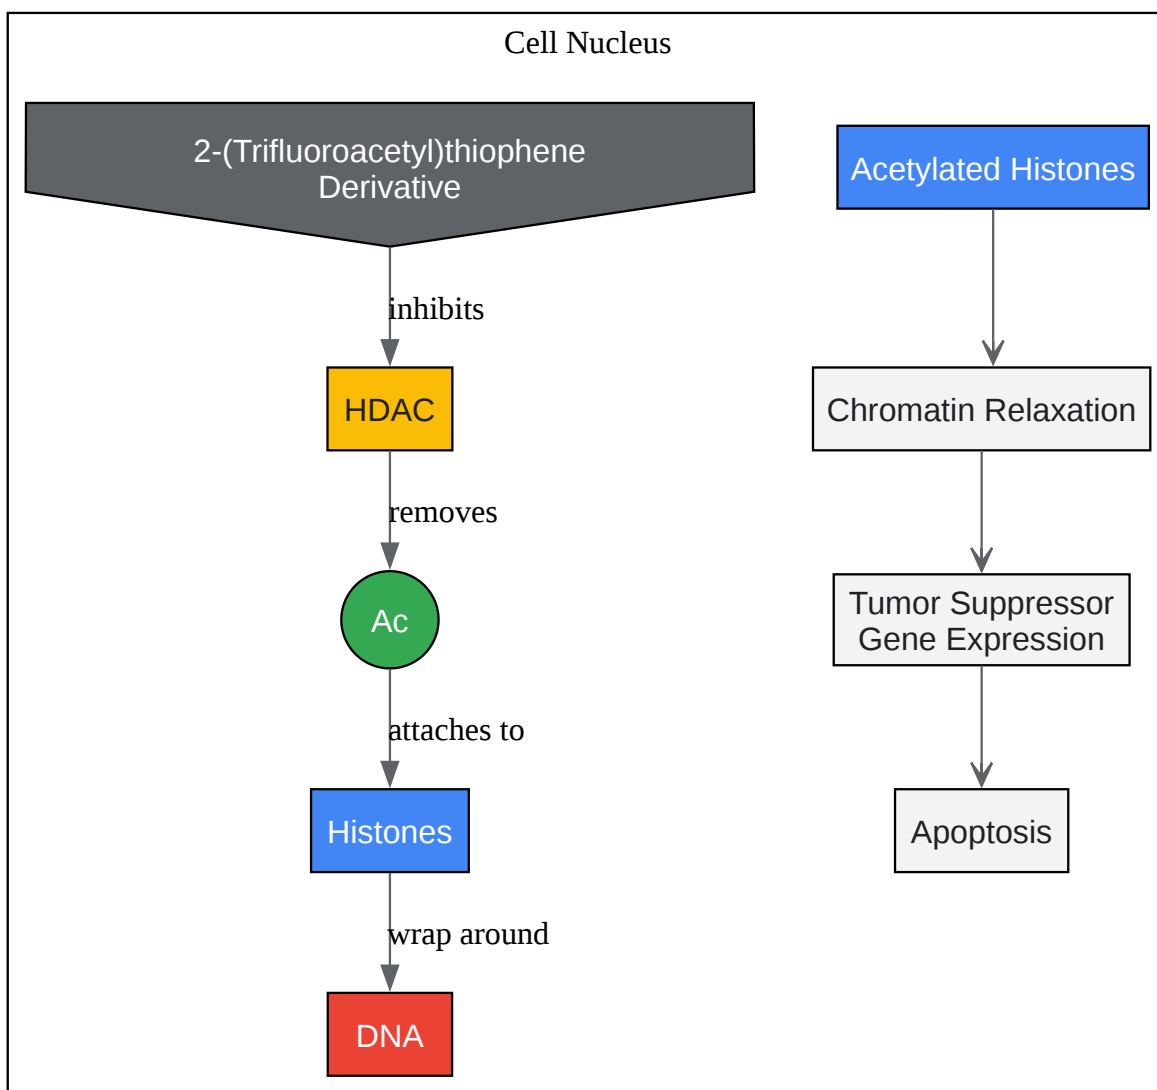 Cell Nucleus
2-(Trifluoroacetyl)thiophene
Derivative
inhibits
HDAC
removes
Ac
attaches to
Histones
wrap around
DNA
Acetylated Histones
Chromatin Relaxation
Tumor Suppressor
Gene Expression
Apoptosis